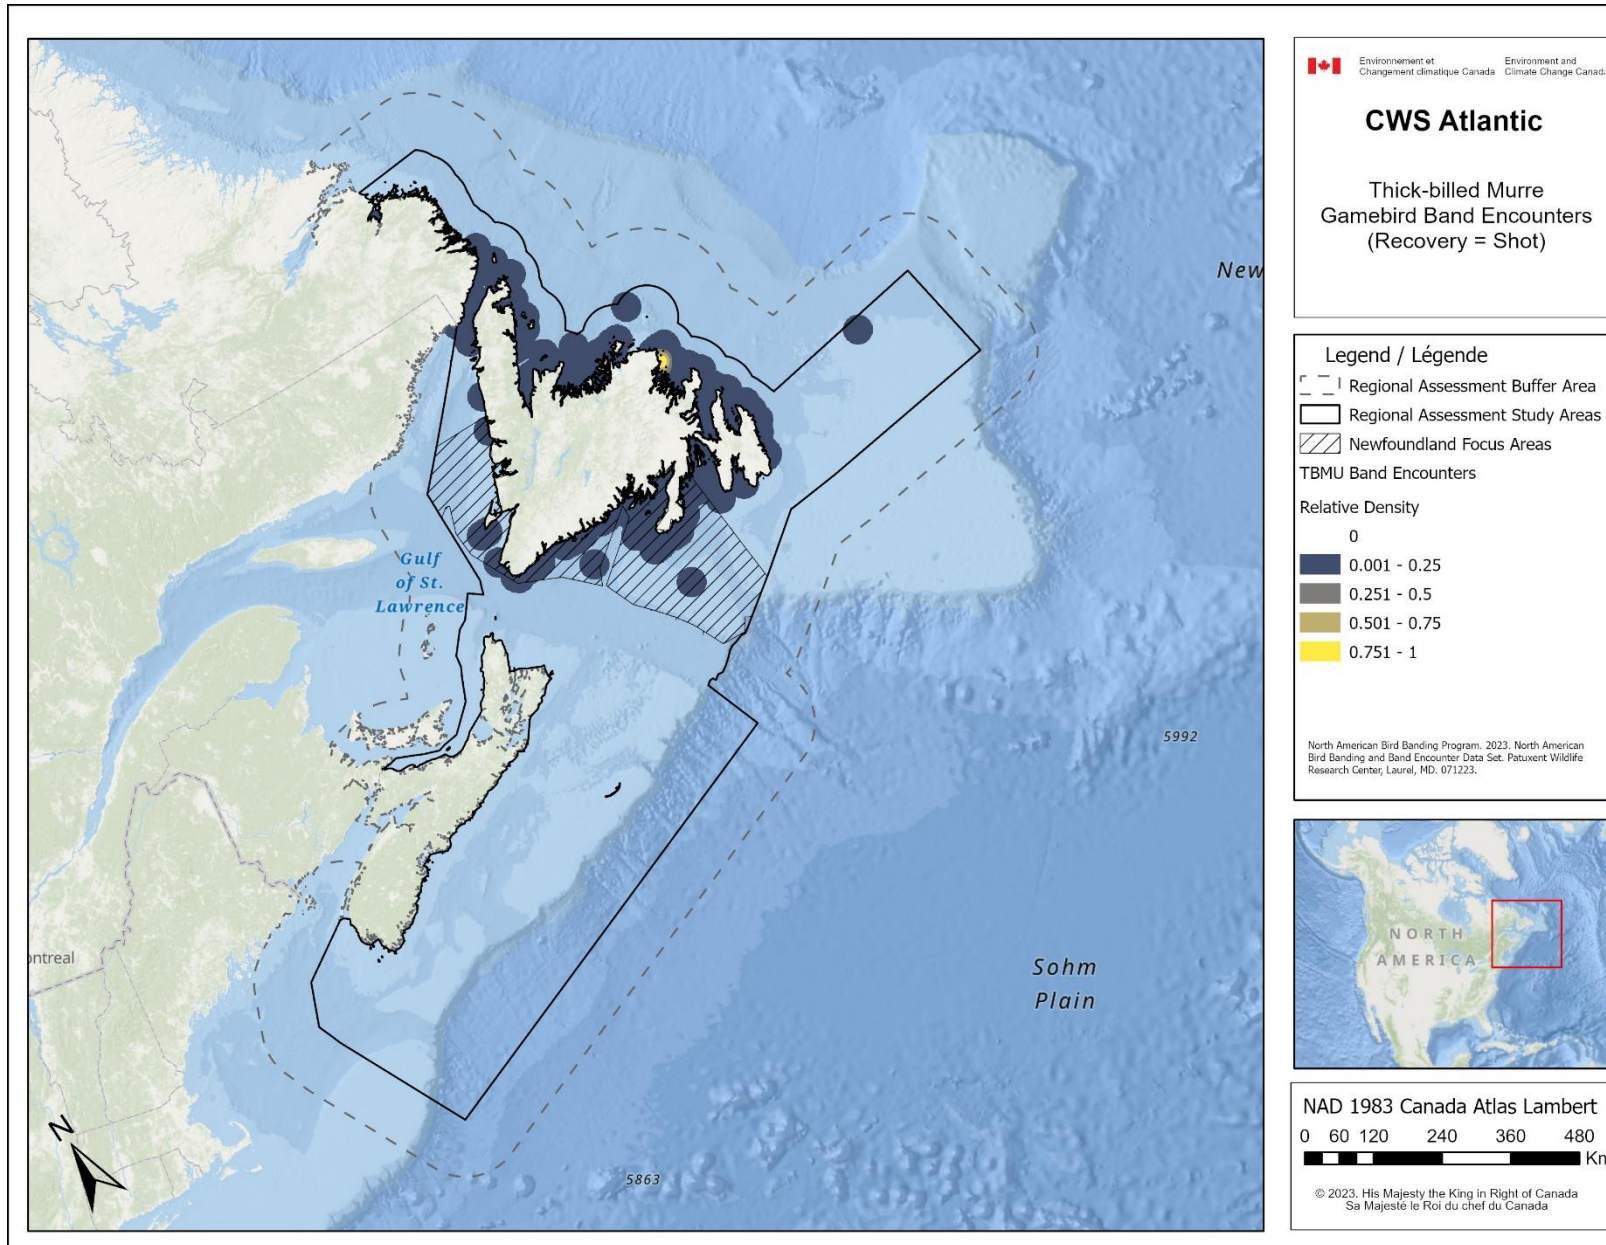 New
Gulf
of St.
Lawrence
5992
Sohm
Plain
ontreal
5863
N
Environnement et
Changement climatique Canada
Environment and
Climate Change Canada
CWS Atlantic
Thick-billed Murre
Gamebird Band Encounters
(Recovery = Shot)
Legend / Légende
Regional Assessment Buffer Area
Regional Assessment Study Areas
Newfoundland Focus Areas
TBMU Band Encounters
Relative Density
0
0.001 - 0.25
0.251 - 0.5
0.501 - 0.75
0.751 - 1
North American Bird Banding Program. 2023. North American
Bird Banding and Band Encounter Data Set. Patuxent Wildlife
Research Center, Laurel, MD. 071223.
NORTH
AMERICA
NAD 1983 Canada Atlas Lambert
0 60 120 240 360 480
Km
© 2023. His Majesty the King in Right of Canada
Sa Majesté le Roi du chef du Canada